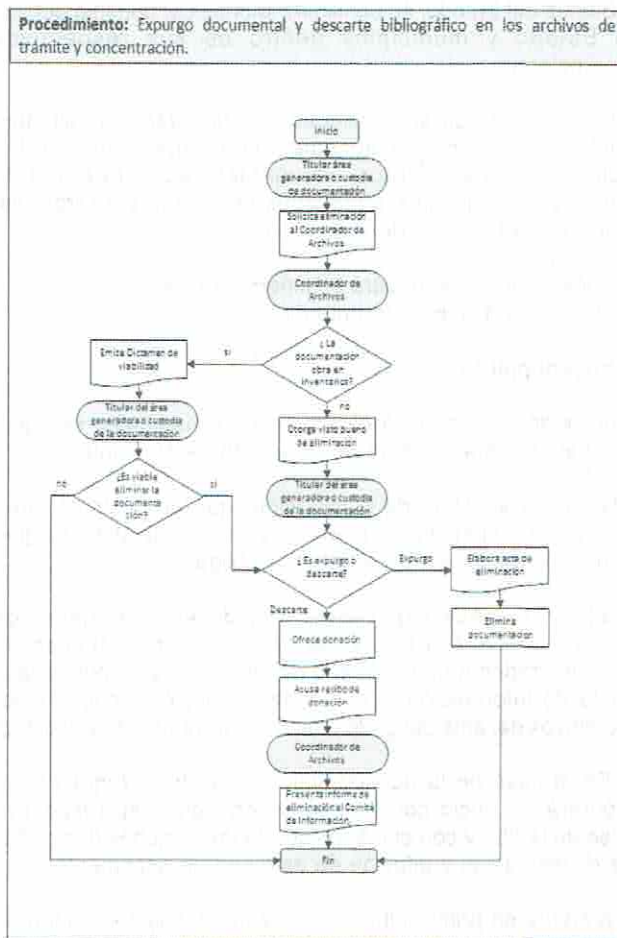 Procedimiento: Expurgo documental y descarte bibliográfico en los archivos de
trámite y concentración.
Inicio
Titular área
generadora o custodia
de documentación
Solicita eliminación
al Coordinador de
Archivos
Coordinador de
Archivos
¿La
documentación
obra en
inventarios?
si
no
Emite Dictamen de
viabilidad
Titular del área
generadora o custodia
de la documentación
¿Es viable
eliminar la
documenta
ción?
no
si
Otorga visto bueno
de eliminación
Titular del área
generadora o custodia
de la documentación
¿Es expurgo o
descarte?
Expurgo
Elabora acta de
eliminación
Elimina
documentación
Descarte
Ofrece donación
Acusa recibo de
donación
Coordinador de
Archivos
Presenta informe de
eliminación al Comité
de Información
Fin